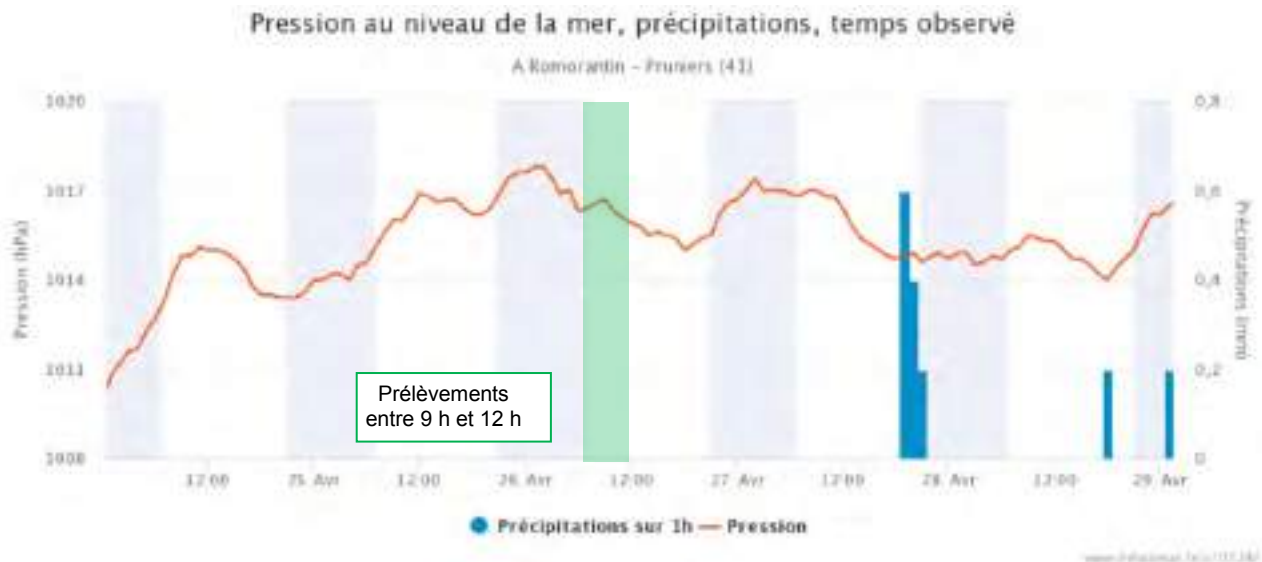 Pression au niveau de la mer, précipitations, temps observé
A Romorantin – Pruniers (41)
1020
1017
1014
1011
1008
Pression (hPa)
0,8
0,6
0,4
0,2
0
Précipitations (mm)
Prélèvements
entre 9 h et 12 h
12:00
25 Avr
12:00
26 Avr
12:00
27 Avr
12:00
28 Avr
12:00
29 Avr
Précipitations sur 1h
Pression